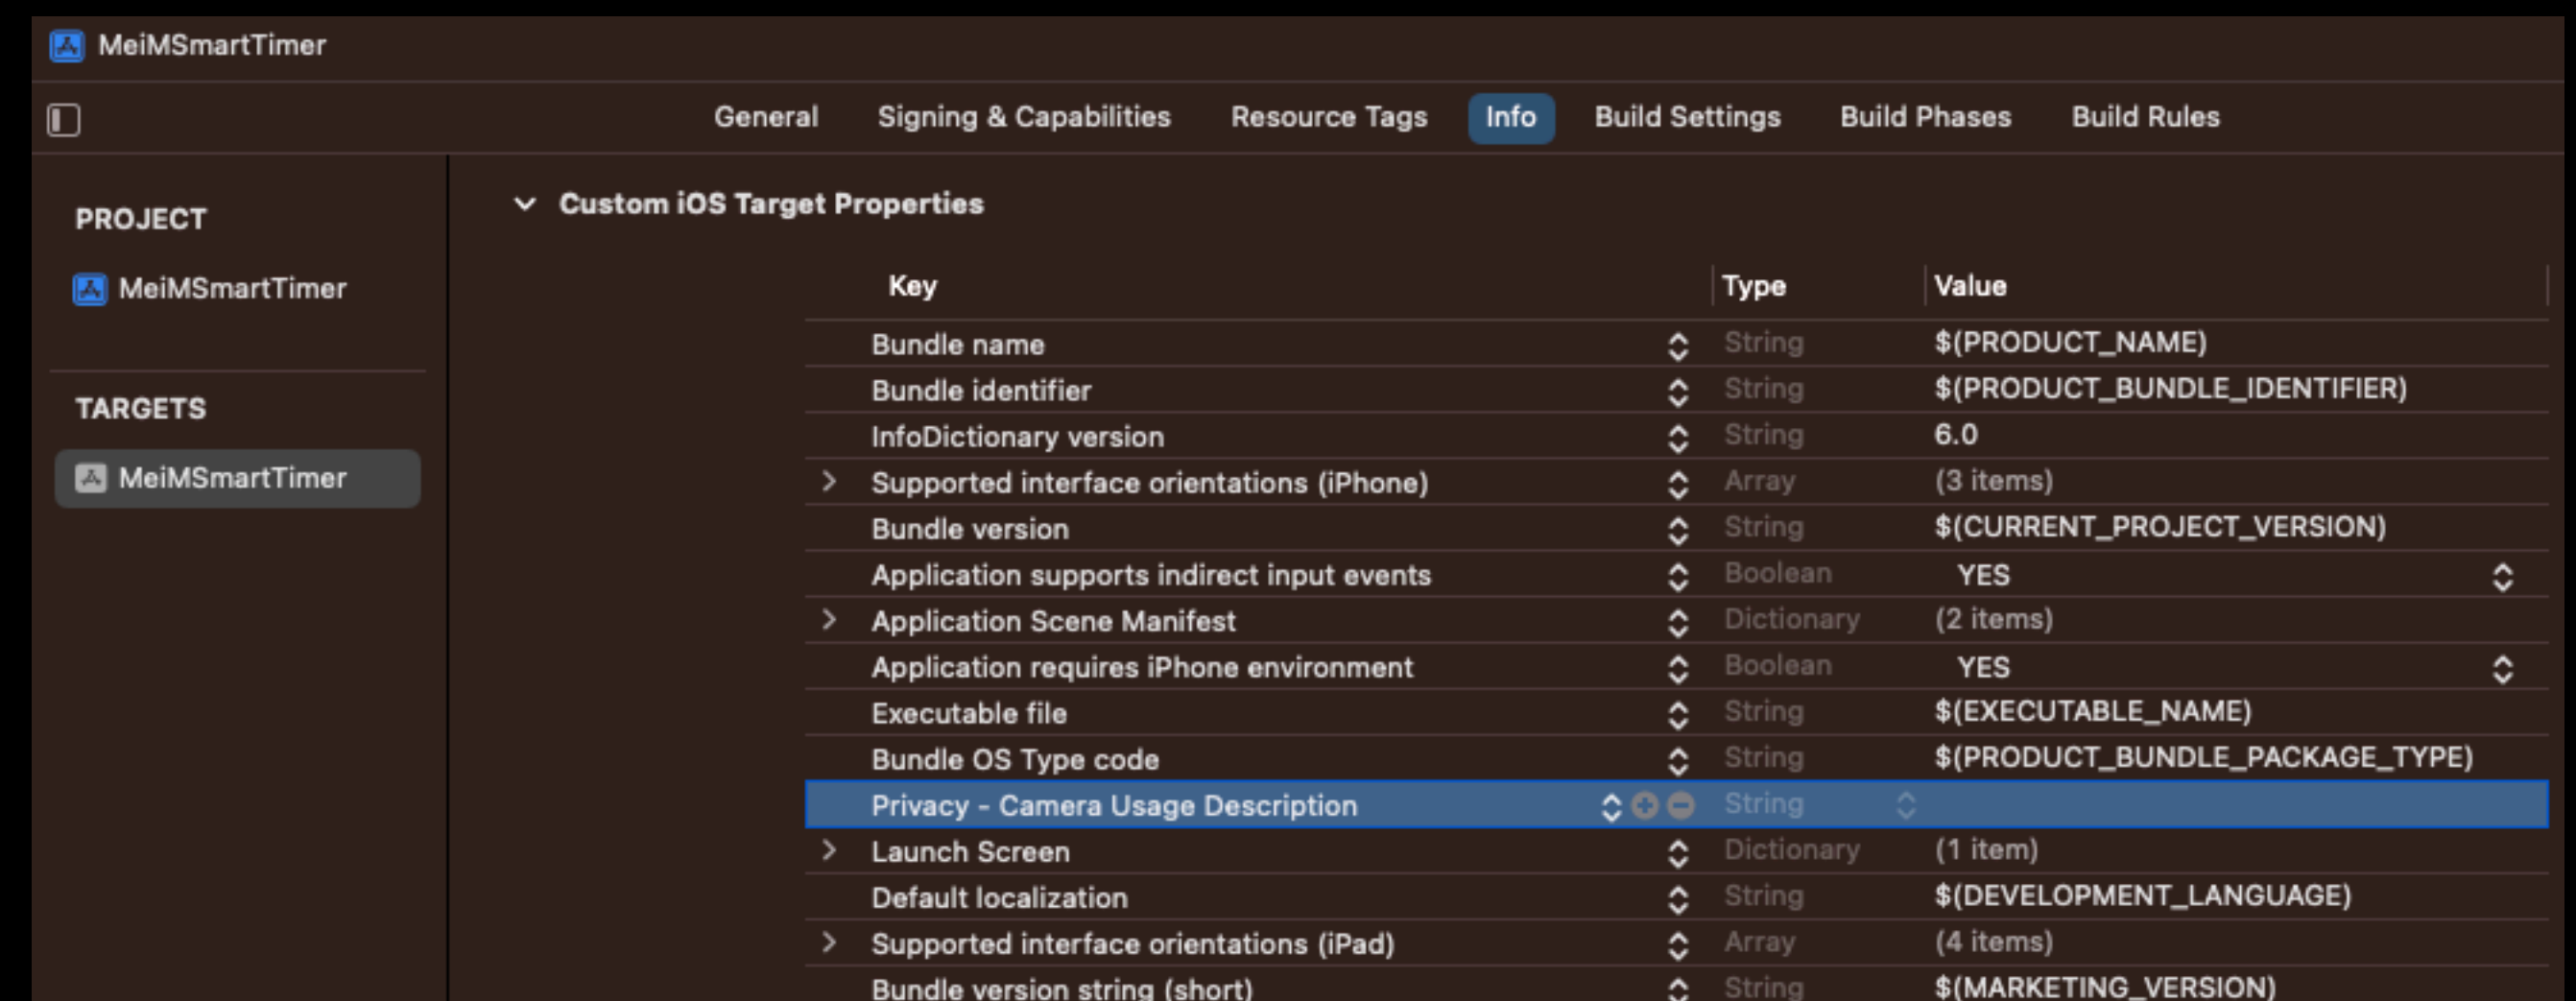 MeiMSmartTimer
General Signing & Capabilities Resource Tags Info Build Settings Build Phases Build Rules
PROJECT
MeiMSmartTimer
TARGETS
MeiMSmartTimer
Custom iOS Target Properties
Key Type Value
Bundle name String $(PRODUCT_NAME)
Bundle identifier String $(PRODUCT_BUNDLE_IDENTIFIER)
InfoDictionary version String 6.0
Supported interface orientations (iPhone) Array (3 items)
Bundle version String $(CURRENT_PROJECT_VERSION)
Application supports indirect input events Boolean YES
Application Scene Manifest Dictionary (2 items)
Application requires iPhone environment Boolean YES
Executable file String $(EXECUTABLE_NAME)
Bundle OS Type code String $(PRODUCT_BUNDLE_PACKAGE_TYPE)
Privacy - Camera Usage Description String
Launch Screen Dictionary (1 item)
Default localization String $(DEVELOPMENT_LANGUAGE)
Supported interface orientations (iPad) Array (4 items)
Bundle version string (short) String $(MARKETING_VERSION)